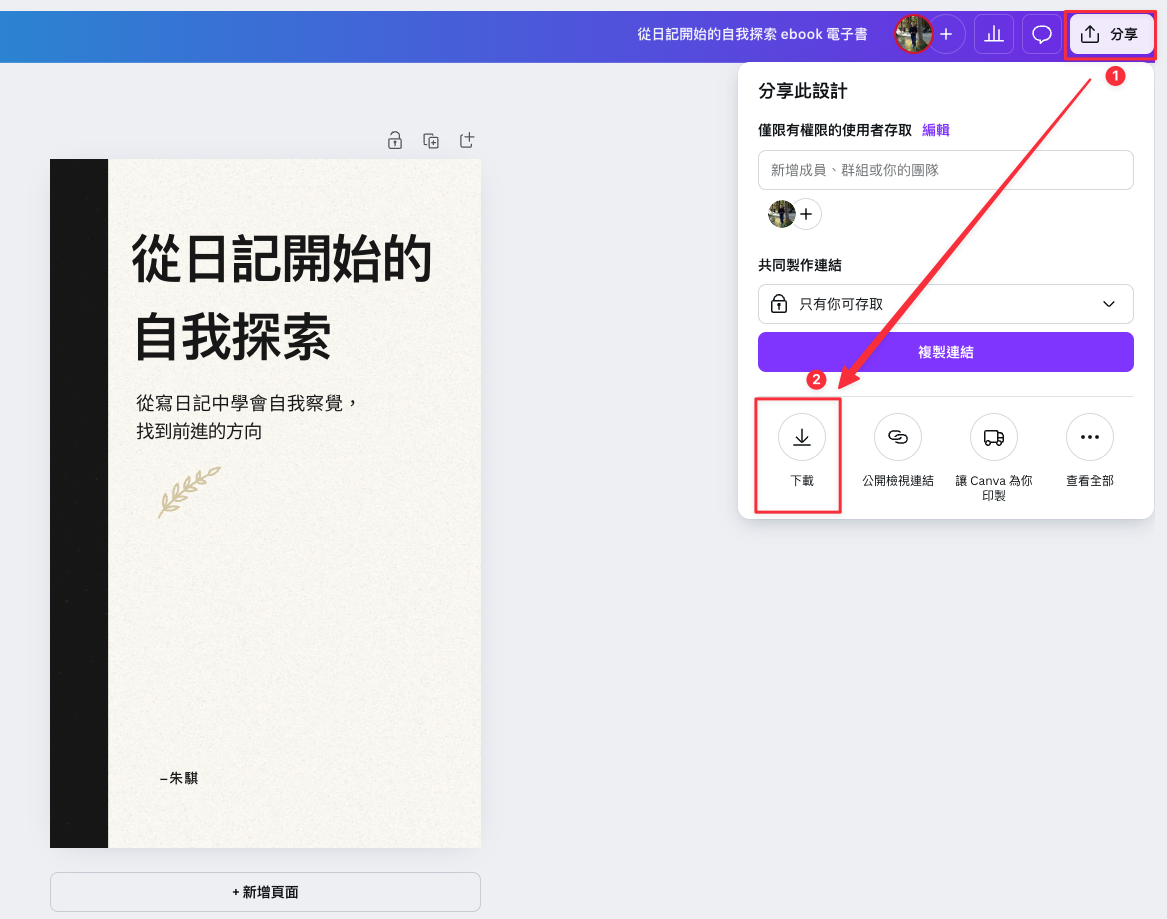 從日記開始的自我探索 ebook 電子書
+
分享
1
分享此設計
僅限有權限的使用者存取 編輯
新增成員、群組或你的團隊
+
共同製作連結
只有你可存取
複製連結
2
下載
公開檢視連結
讓 Canva 為你
印製
查看全部
從日記開始的
自我探索
從寫日記中學會自我察覺，
找到前進的方向
–朱騏
+ 新增頁面